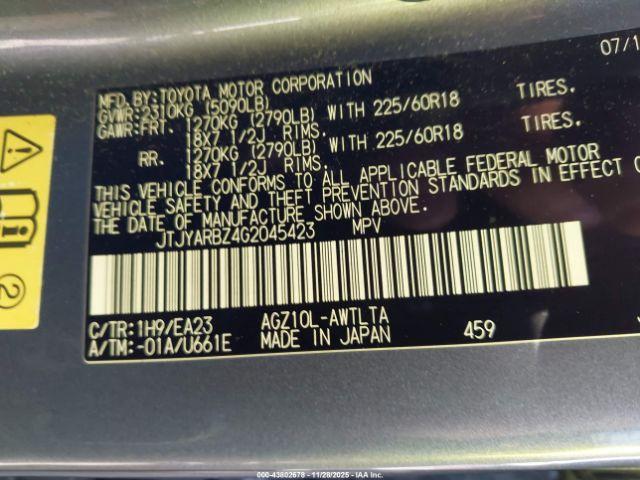 07/1
MFD.BY:TOYOTA MOTOR CORPORATION
GVWR:2310KG (5090LB)
GAWR:FRT. 1270KG (2790LB) WITH 225/60R18 TIRES.
18X7 1/2J RIMS.
RR. 1270KG (2790LB) WITH 225/60R18 TIRES.
18X7 1/2J RIMS.
THIS VEHICLE CONFORMS TO ALL APPLICABLE FEDERAL MOTOR
VEHICLE SAFETY AND THEFT PREVENTION STANDARDS IN EFFECT O
THE DATE OF MANUFACTURE SHOWN ABOVE.
JTJYARBZ4G2045423 MPV
C/TR:1H9/EA23 AGZ10L-AWTLTA
A/TM:-01A/U661E MADE IN JAPAN 459
2
000-43802678 - 11/28/2025 - IAA, LLC